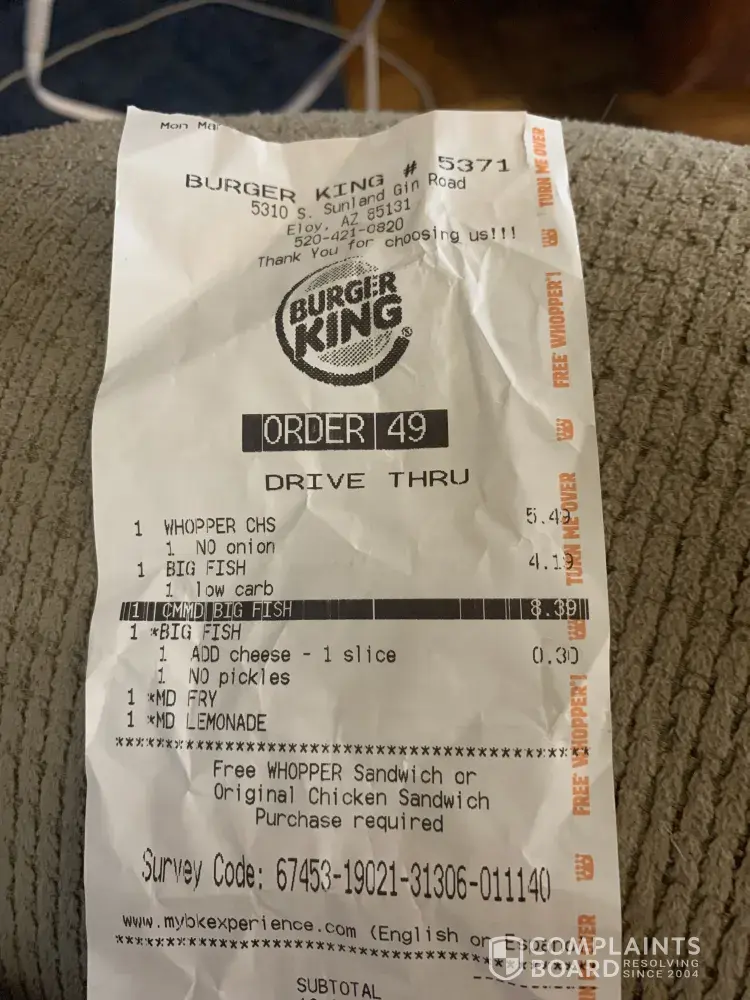 Mon Ma
BURGER KING # 5371
5310 S. Sunland Gin Road
Eloy, AZ 85131
520-421-0820
Thank You for choosing us!!!
BURGER
KING®
ORDER 49
DRIVE THRU
1 WHOPPER CHS 5.49
1 NO onion
1 BIG FISH 4.19
1 low carb
1 CMMD BIG FISH 8.39
1 *BIG FISH
1 ADD cheese - 1 slice 0.30
1 NO pickles
1 *MD FRY
1 *MD LEMONADE
*******************************************
Free WHOPPER Sandwich or
Original Chicken Sandwich
Purchase required
Survey Code: 67453-19021-31306-011140
www.mybkexperience.com (English or
*******************************************
SUBTOTAL
TURN ME OVER
FREE WHOPPER!
TURN ME OVER
FREE WHOPPER!
COMPLAINTS
BOARD RESOLVING
SINCE 2004